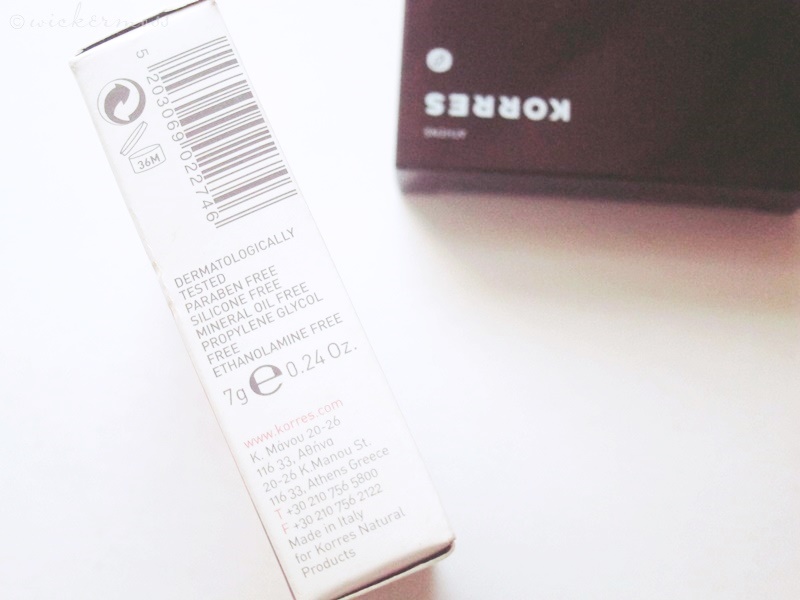 ©wickermoss
5 203069 022746
36M
DERMATOLOGICALLY
TESTED
PARABEN FREE
SILICONE FREE
MINERAL OIL FREE
PROPYLENE GLYCOL
FREE
ETHANOLAMINE FREE
7g e 0.24 Oz.
www.korres.com
Κ. Μάνου 20-26
116 33, Αθήνα
20-26 K.Manou St.
116 33, Athens Greece
T +30 210 756 5800
F +30 210 756 2122
Made in Italy
for Korres Natural
Products
KORRES
ATHENS